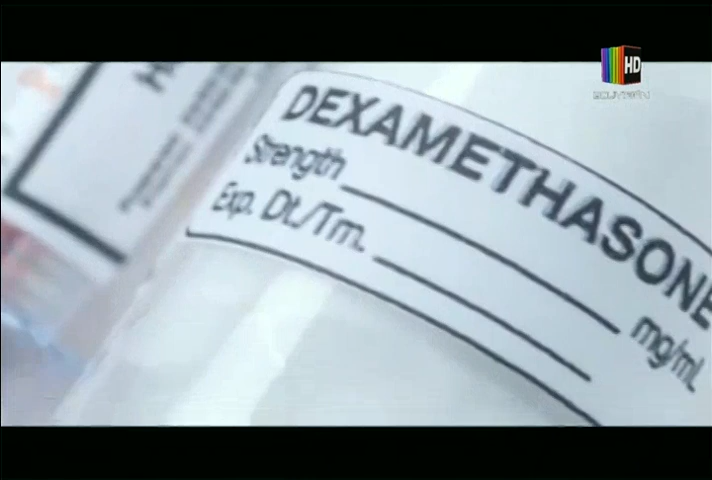 HD
DEXAMETHASONE
Strength
mg/mL
Exp. Dt./Tm.